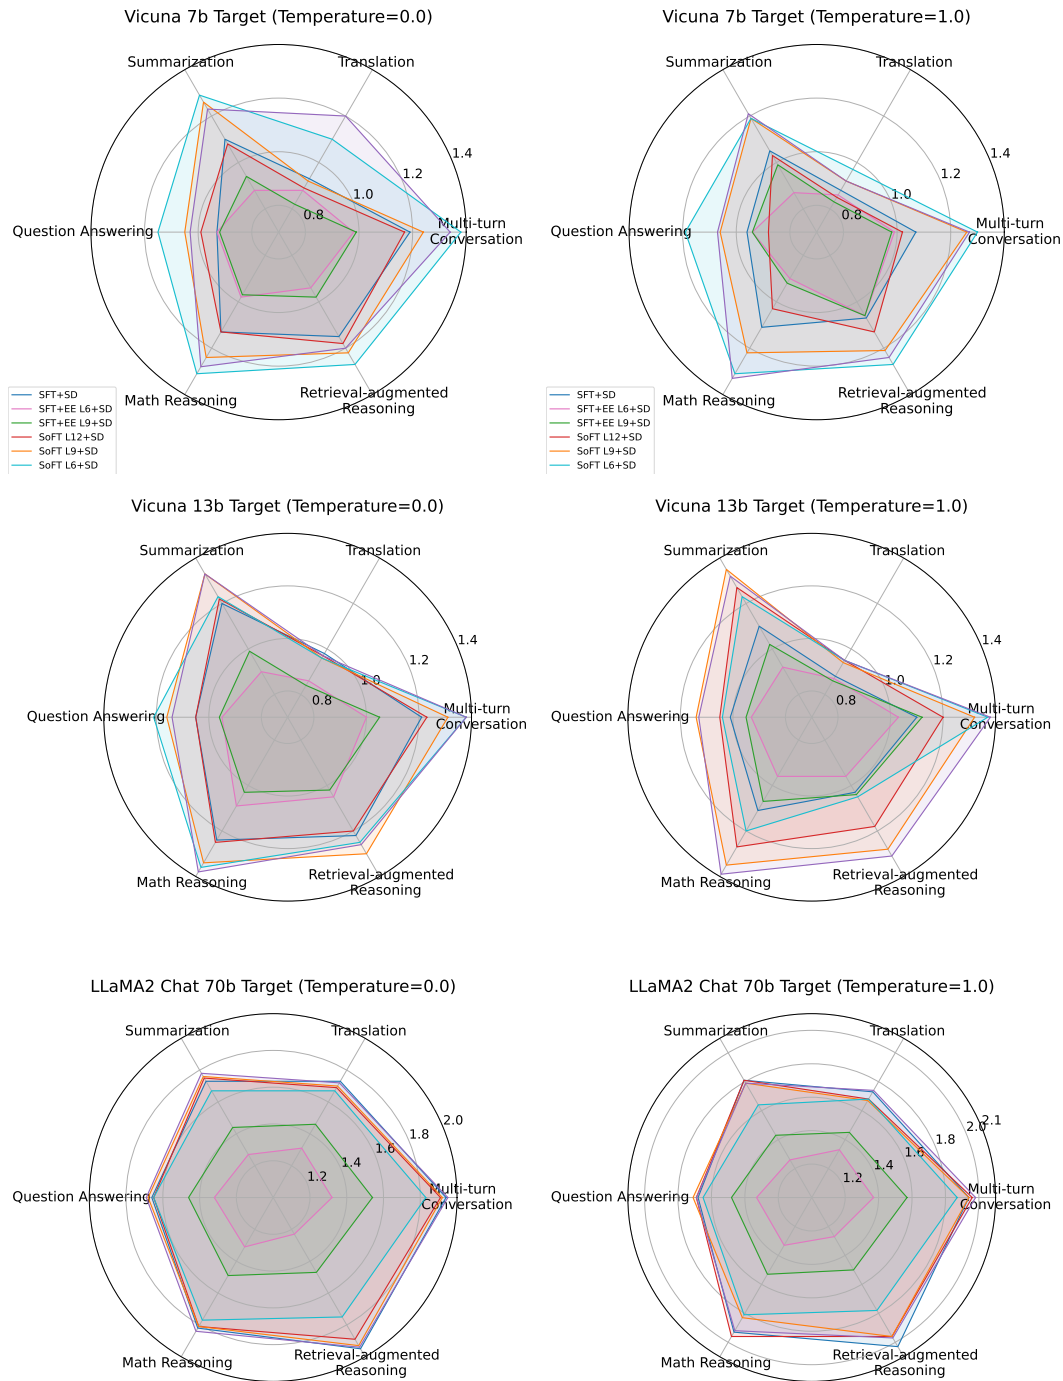 Vicuna 7b Target (Temperature=0.0)
Summarization
Translation
1.4
1.2
1.0
0.8
Question Answering
Multi-turn
Conversation
Math Reasoning
Retrieval-augmented
Reasoning
SFT+SD
SFT+EE L6+SD
SFT+EE L9+SD
SoFT L12+SD
SoFT L9+SD
SoFT L6+SD
Vicuna 7b Target (Temperature=1.0)
Summarization
Translation
1.4
1.2
1.0
0.8
Question Answering
Multi-turn
Conversation
Math Reasoning
Retrieval-augmented
Reasoning
SFT+SD
SFT+EE L6+SD
SFT+EE L9+SD
SoFT L12+SD
SoFT L9+SD
SoFT L6+SD
Vicuna 13b Target (Temperature=0.0)
Summarization
Translation
1.4
1.2
1.0
0.8
Question Answering
Multi-turn
Conversation
Math Reasoning
Retrieval-augmented
Reasoning
Vicuna 13b Target (Temperature=1.0)
Summarization
Translation
1.4
1.2
1.0
0.8
Question Answering
Multi-turn
Conversation
Math Reasoning
Retrieval-augmented
Reasoning
LLaMA2 Chat 70b Target (Temperature=0.0)
Summarization
Translation
2.0
1.8
1.6
1.4
1.2
Question Answering
Multi-turn
Conversation
Math Reasoning
Retrieval-augmented
Reasoning
LLaMA2 Chat 70b Target (Temperature=1.0)
Summarization
Translation
2.1
2.0
1.8
1.6
1.4
1.2
Question Answering
Multi-turn
Conversation
Math Reasoning
Retrieval-augmented
Reasoning